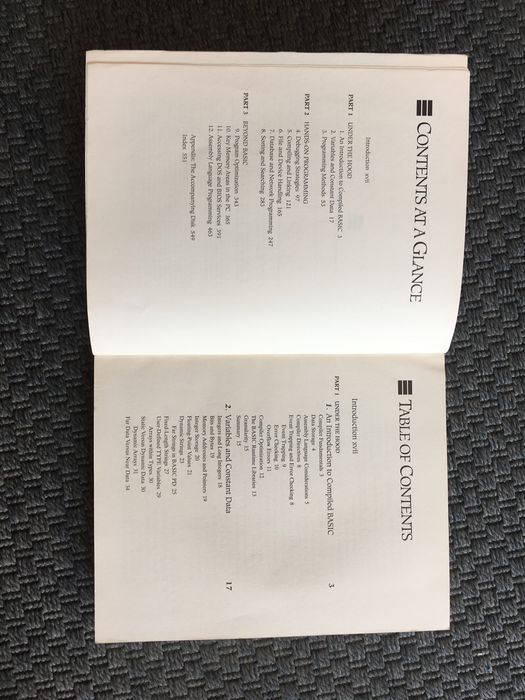 CONTENTS AT A GLANCE
Introduction xvii
PART 1 UNDER THE HOOD
1. An Introduction to Compiled BASIC 3
2. Variables and Constant Data 17
3. Programming Methods 53
PART 2 HANDS-ON PROGRAMMING
4. Debugging Strategies 97
5. Compiling and Linking 121
6. File and Device Handling 165
7. Database and Network Programming 247
8. Sorting and Searching 283
PART 3 BEYOND BASIC
9. Program Optimization 343
10. Key Memory Areas in the PC 365
11. Accessing DOS and BIOS Services 391
12. Assembly Language Programming 463
Appendix: The Accompanying Disk 549
Index 551
TABLE OF CONTENTS
Introduction xvii
PART 1 UNDER THE HOOD
1. An Introduction to Compiled BASIC 3
Compiler Fundamentals 3
Data Storage 4
Assembly Language Considerations 5
Compiler Directives 8
Event Trapping and Error Checking 8
Event Trapping 9
Error Checking 10
Overflow Errors 11
Compiler Optimization 12
The BASIC Runtime Libraries 13
Granularity 15
Summary 15
2. Variables and Constant Data 17
Integers and Long Integers 18
Bits and Bytes 19
Memory Addresses and Pointers 19
Integer Storage 20
Floating-Point Values 21
Dynamic Strings 23
Far Strings in BASIC PDS 25
Fixed-Length Strings 27
User-Defined TYPE Variables 29
Arrays within Types 30
Static Versus Dynamic Data 30
Dynamic Arrays 31
Far Data Versus Near Data 34